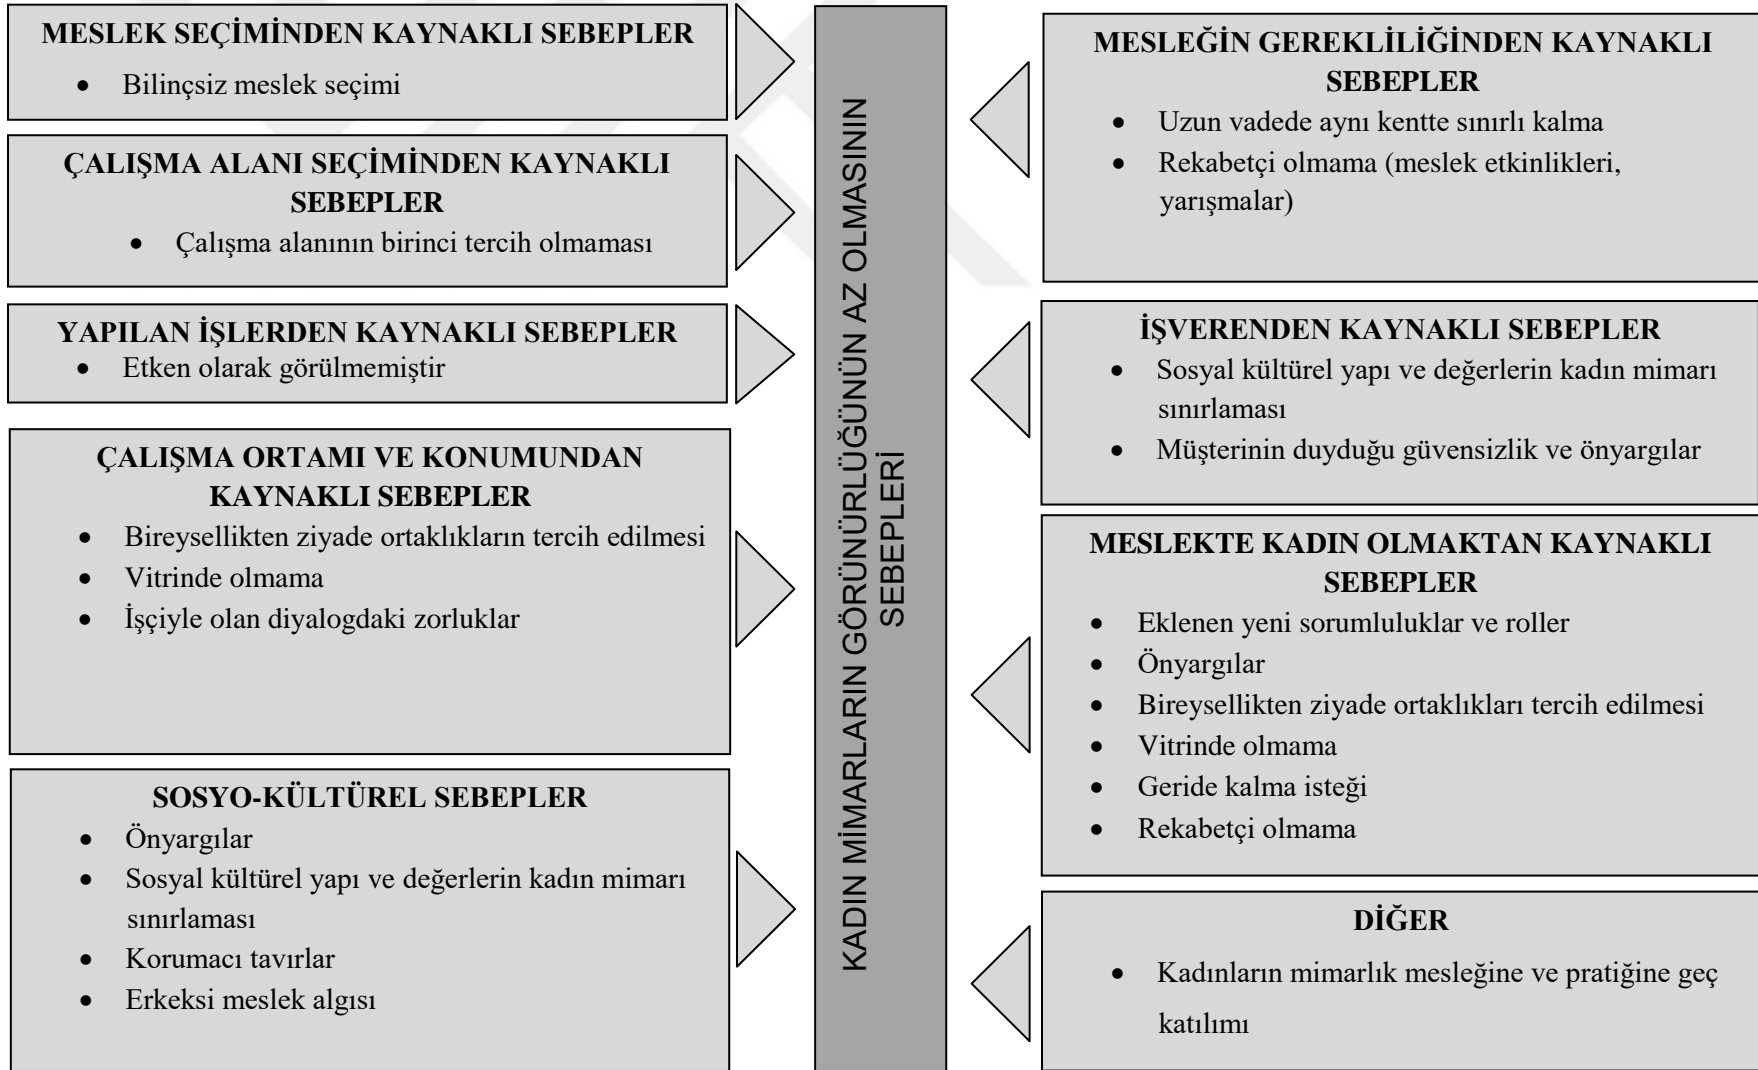 MESLEK SEÇİMİNDEN KAYNAKLI SEBEPLER
• Bilinçsiz meslek seçimi
ÇALIŞMA ALANI SEÇİMİNDEN KAYNAKLI
SEBEPLER
• Çalışma alanının birinci tercih olmaması
YAPILAN İŞLERDEN KAYNAKLI SEBEPLER
• Etken olarak görülmemiştir
ÇALIŞMA ORTAMI VE KONUMUNDAN
KAYNAKLI SEBEPLER
• Bireysellikten ziyade ortaklıkların tercih edilmesi
• Vitrinde olmama
• İşçiyle olan diyalogdaki zorluklar
SOSYO-KÜLTÜREL SEBEPLER
• Önyargılar
• Sosyal kültürel yapı ve değerlerin kadın mimarı
sınırlaması
• Korumacı tavırlar
• Erkeksi meslek algısı
KADIN MİMARLARIN GÖRÜNÜRLÜĞÜNÜN AZ OLMASININ
SEBEPLERİ
MESLEĞİN GEREKLİLİĞİNDEN KAYNAKLI
SEBEPLER
• Uzun vadede aynı kentte sınırlı kalma
• Rekabetçi olmama (meslek etkinlikleri,
yarışmalar)
İŞVERENDEN KAYNAKLI SEBEPLER
• Sosyal kültürel yapı ve değerlerin kadın mimarı
sınırlaması
• Müşterinin duyduğu güvensizlik ve önyargılar
MESLEKTE KADIN OLMAKTAN KAYNAKLI
SEBEPLER
• Eklenen yeni sorumluluklar ve roller
• Önyargılar
• Bireysellikten ziyade ortaklıkları tercih edilmesi
• Vitrinde olmama
• Geride kalma isteği
• Rekabetçi olmama
DİĞER
• Kadınların mimarlık mesleğine ve pratiğine geç
katılımı